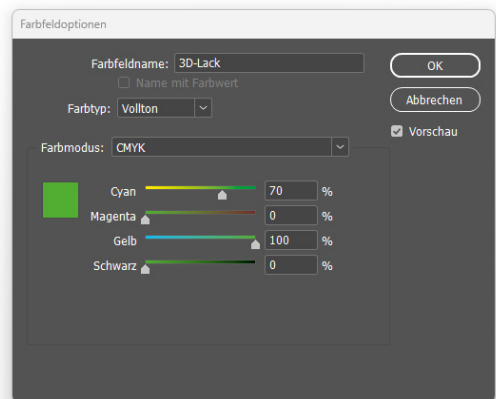 Farbfeldoptionen
Farbfeldname: 3D-Lack
OK
Name mit Farbwert
Abbrechen
Farbtyp: Vollton
Vorschau
Farbmodus: CMYK
Cyan 70 %
Magenta 0 %
Gelb 100 %
Schwarz 0 %